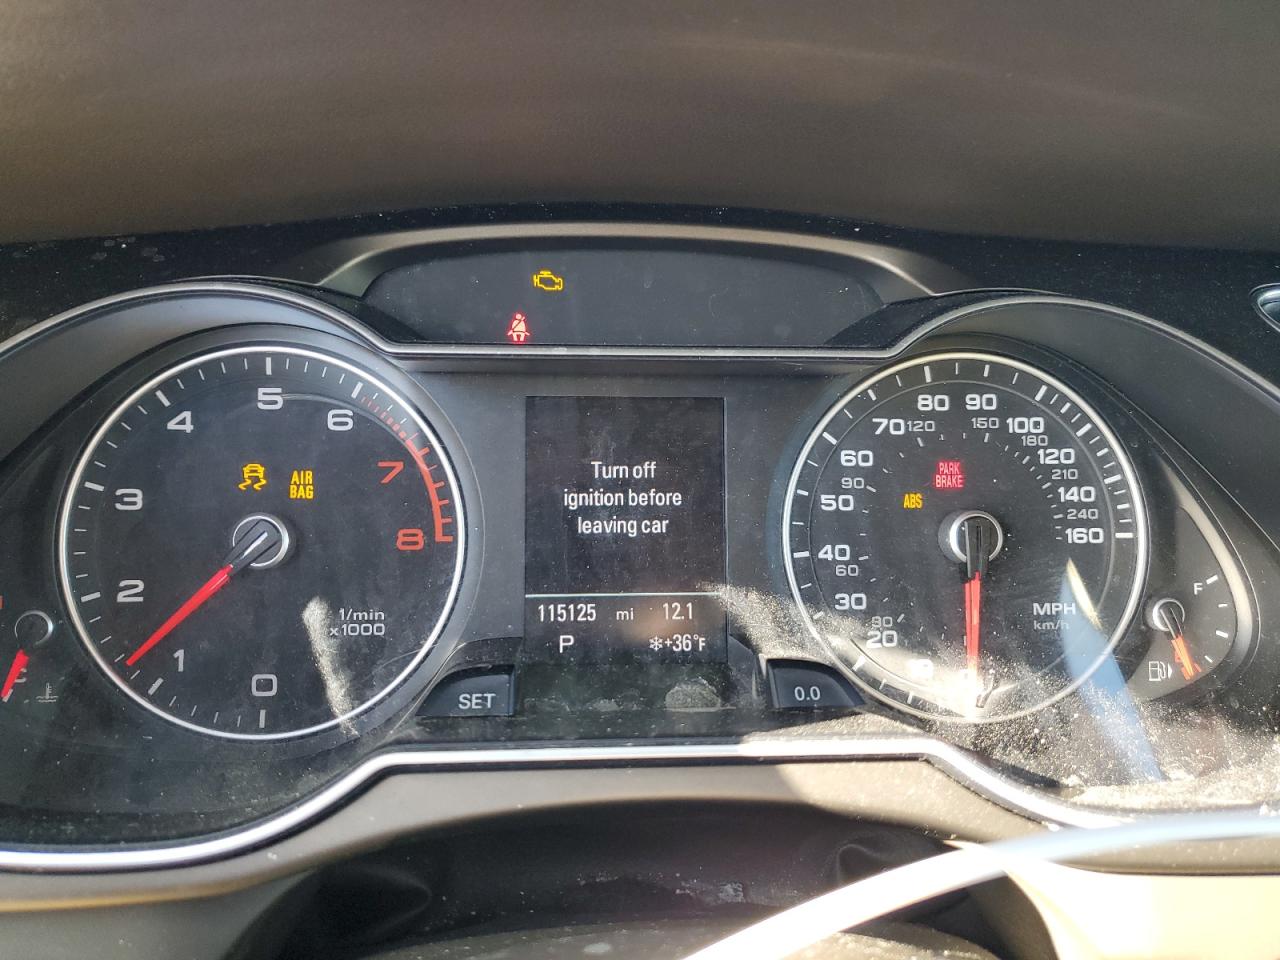 Turn off
ignition before
leaving car
115125 mi 12.1
P +36°F
SET
0.0
AIR
BAG
ABS
PARK
BRAKE
0
1
2
3
4
5
6
7
8
1/min
x1000
20
30
40
50
60
70
80
90
100
120
140
160
60
90
120
150
180
210
240
MPH
km/h
F